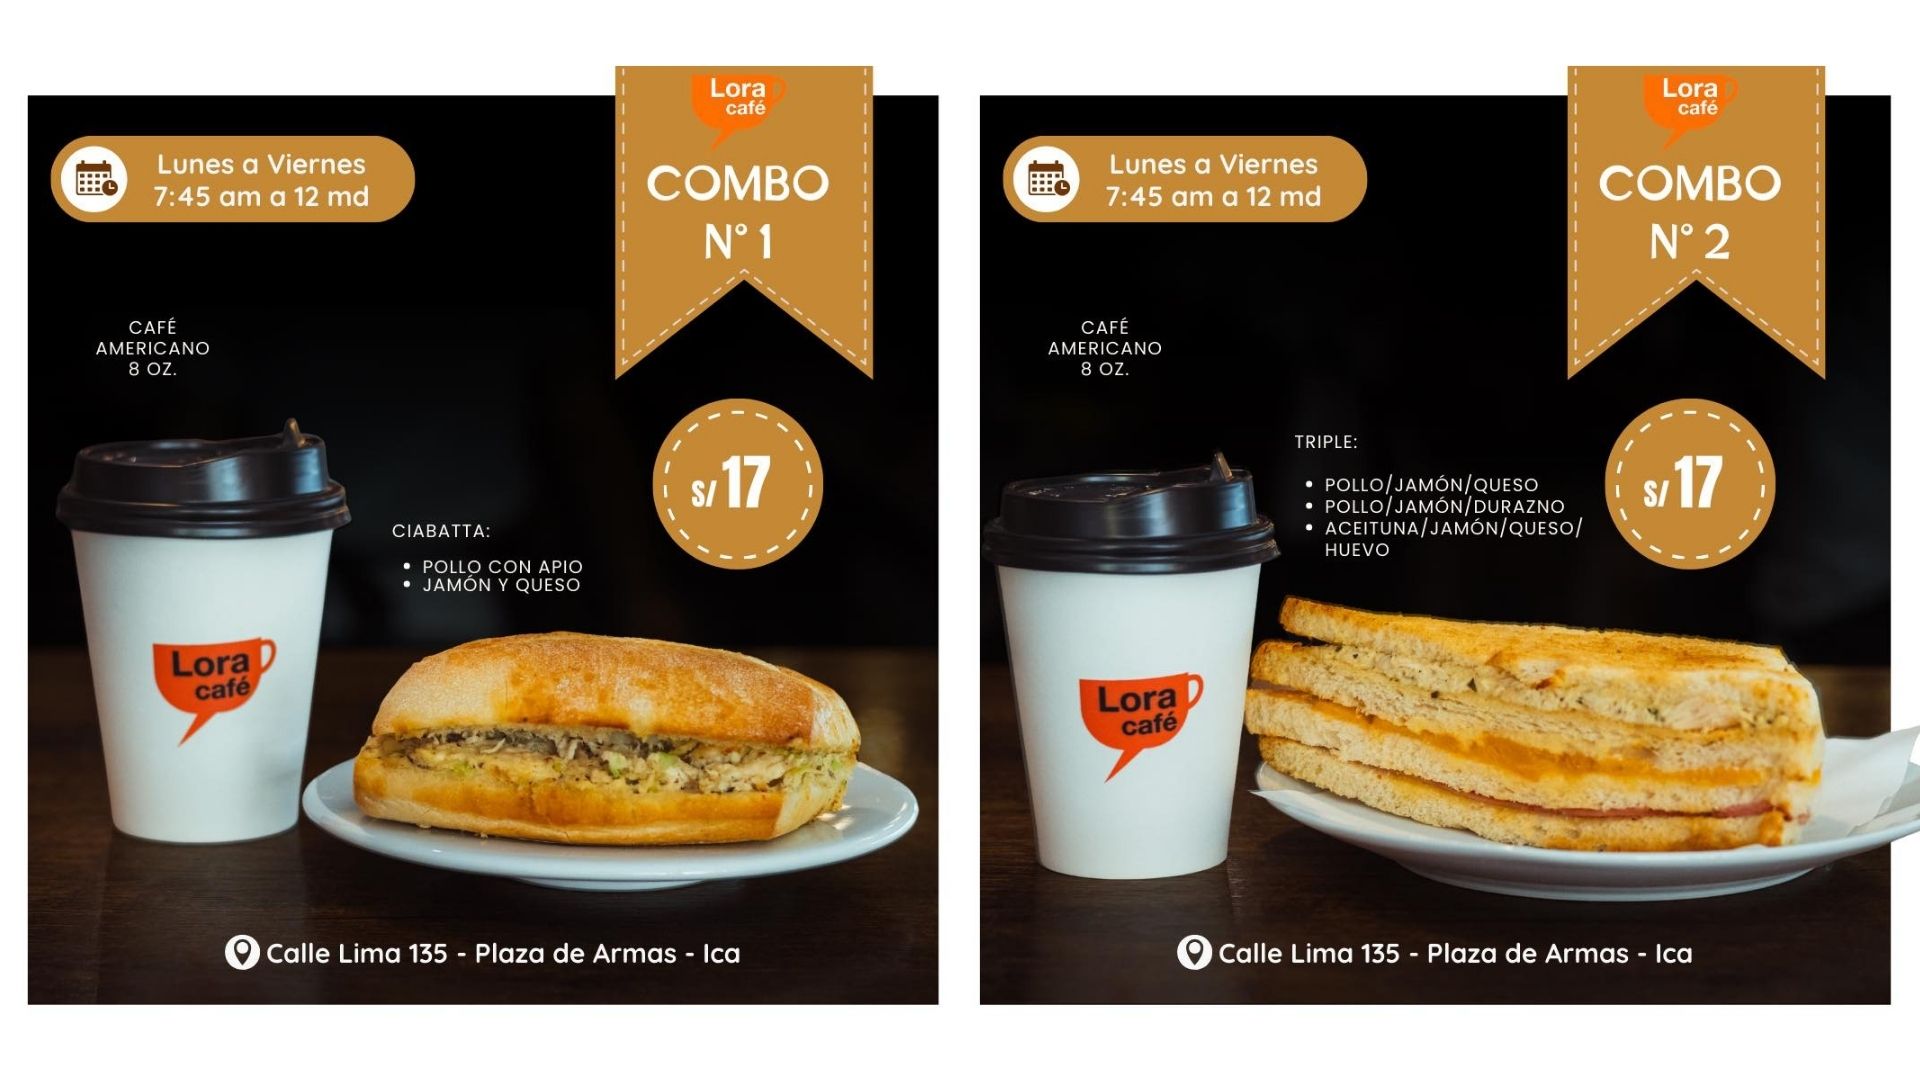 Lora
café
COMBO
N° 1
Lunes a Viernes
7:45 am a 12 md
CAFÉ
AMERICANO
8 OZ.
S/17
CIABATTA:
• POLLO CON APIO
• JAMÓN Y QUESO
Lora
café
Calle Lima 135 - Plaza de Armas - Ica
Lora
café
COMBO
N° 2
Lunes a Viernes
7:45 am a 12 md
CAFÉ
AMERICANO
8 OZ.
TRIPLE:
• POLLO/JAMÓN/QUESO
• POLLO/JAMÓN/DURAZNO
• ACEITUNA/JAMÓN/QUESO/
HUEVO
S/17
Lora
café
Calle Lima 135 - Plaza de Armas - Ica